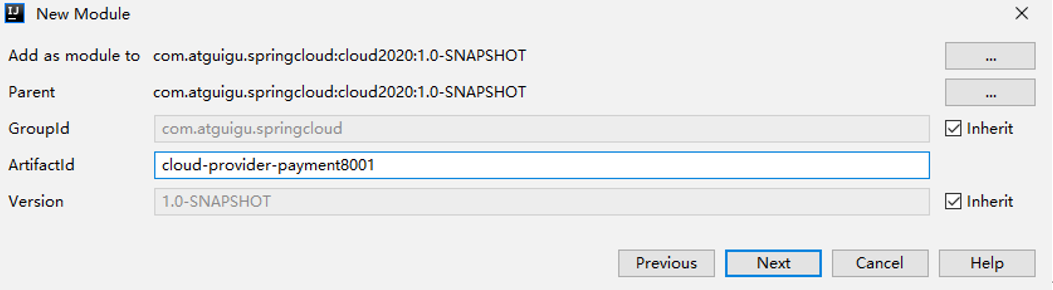 IJ New Module
Add as module to com.atguigu.springcloud:cloud2020:1.0-SNAPSHOT ...
Parent com.atguigu.springcloud:cloud2020:1.0-SNAPSHOT ...
GroupId com.atguigu.springcloud Inherit
ArtifactId cloud-provider-payment8001
Version 1.0-SNAPSHOT Inherit
Previous Next Cancel Help